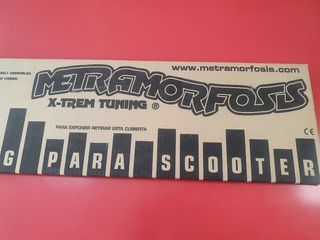 www.metramorfosis.com
METRAMORFOSIS
X-TREM TUNING ®
PARA EXPONER RETIRAR ESTA CUBIERTA
CE
G PARA SCOOTER